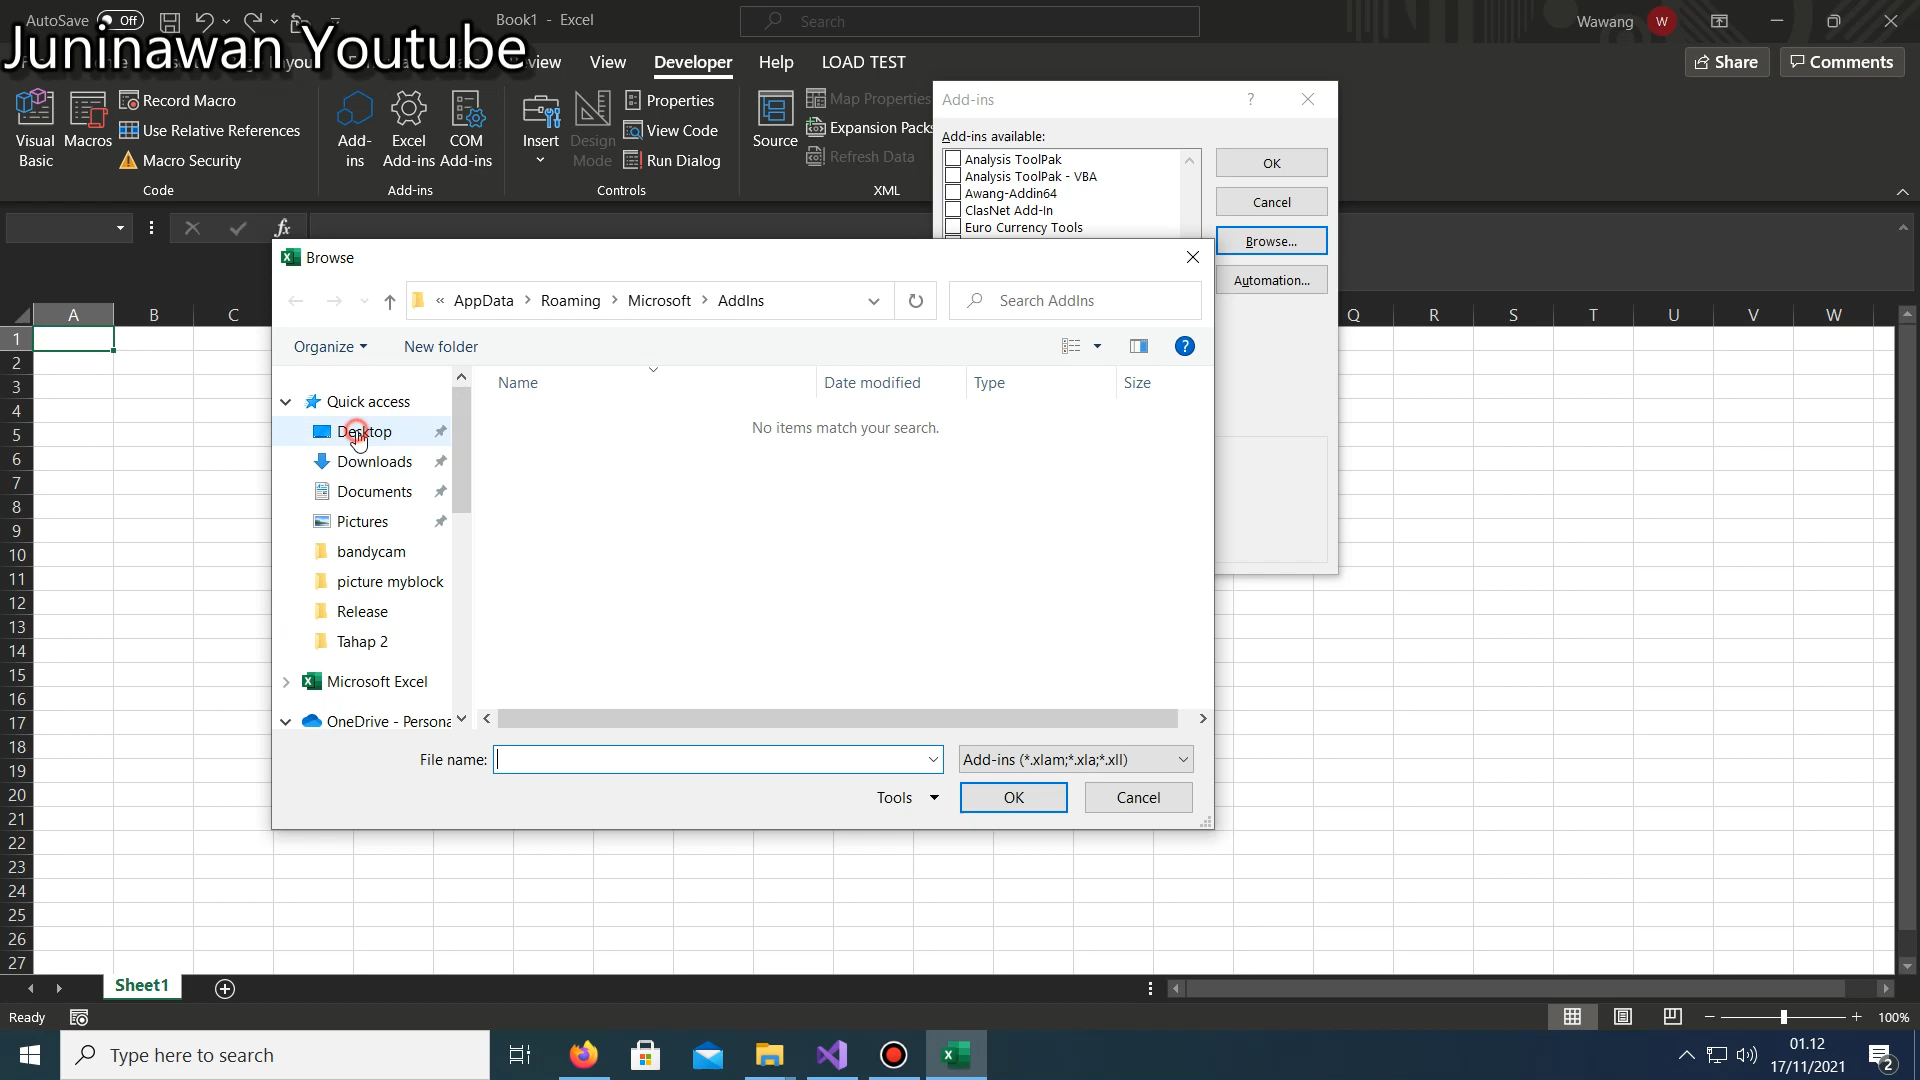 AutoSave Off
Book1 - Excel
Search
Wawang W
Juninawan Youtube
View
Developer
Help
LOAD TEST
Share
Comments
Visual Basic
Macros
Record Macro
Use Relative References
Macro Security
Code
Add-ins
Excel Add-ins
COM Add-ins
Add-ins
Insert
Design Mode
Properties
View Code
Run Dialog
Controls
Source
Map Properties
Expansion Packs
Refresh Data
XML
Add-ins
?
Add-ins available:
Analysis ToolPak
Analysis ToolPak - VBA
Awang-Addin64
ClasNet Add-In
Euro Currency Tools
OK
Cancel
Browse...
Automation...
fx
Browse
« AppData › Roaming › Microsoft › AddIns
Search AddIns
Organize
New folder
?
Name
Date modified
Type
Size
No items match your search.
Quick access
Desktop
Downloads
Documents
Pictures
bandycam
picture myblock
Release
Tahap 2
Microsoft Excel
OneDrive - Persona
File name:
Add-ins (*.xlam;*.xla;*.xll)
Tools
OK
Cancel
A B C Q R S T U V W
1
2
3
4
5
6
7
8
9
10
11
12
13
14
15
16
17
18
19
20
21
22
23
24
25
26
27
Sheet1
Ready
100%
Type here to search
01.12
17/11/2021
2